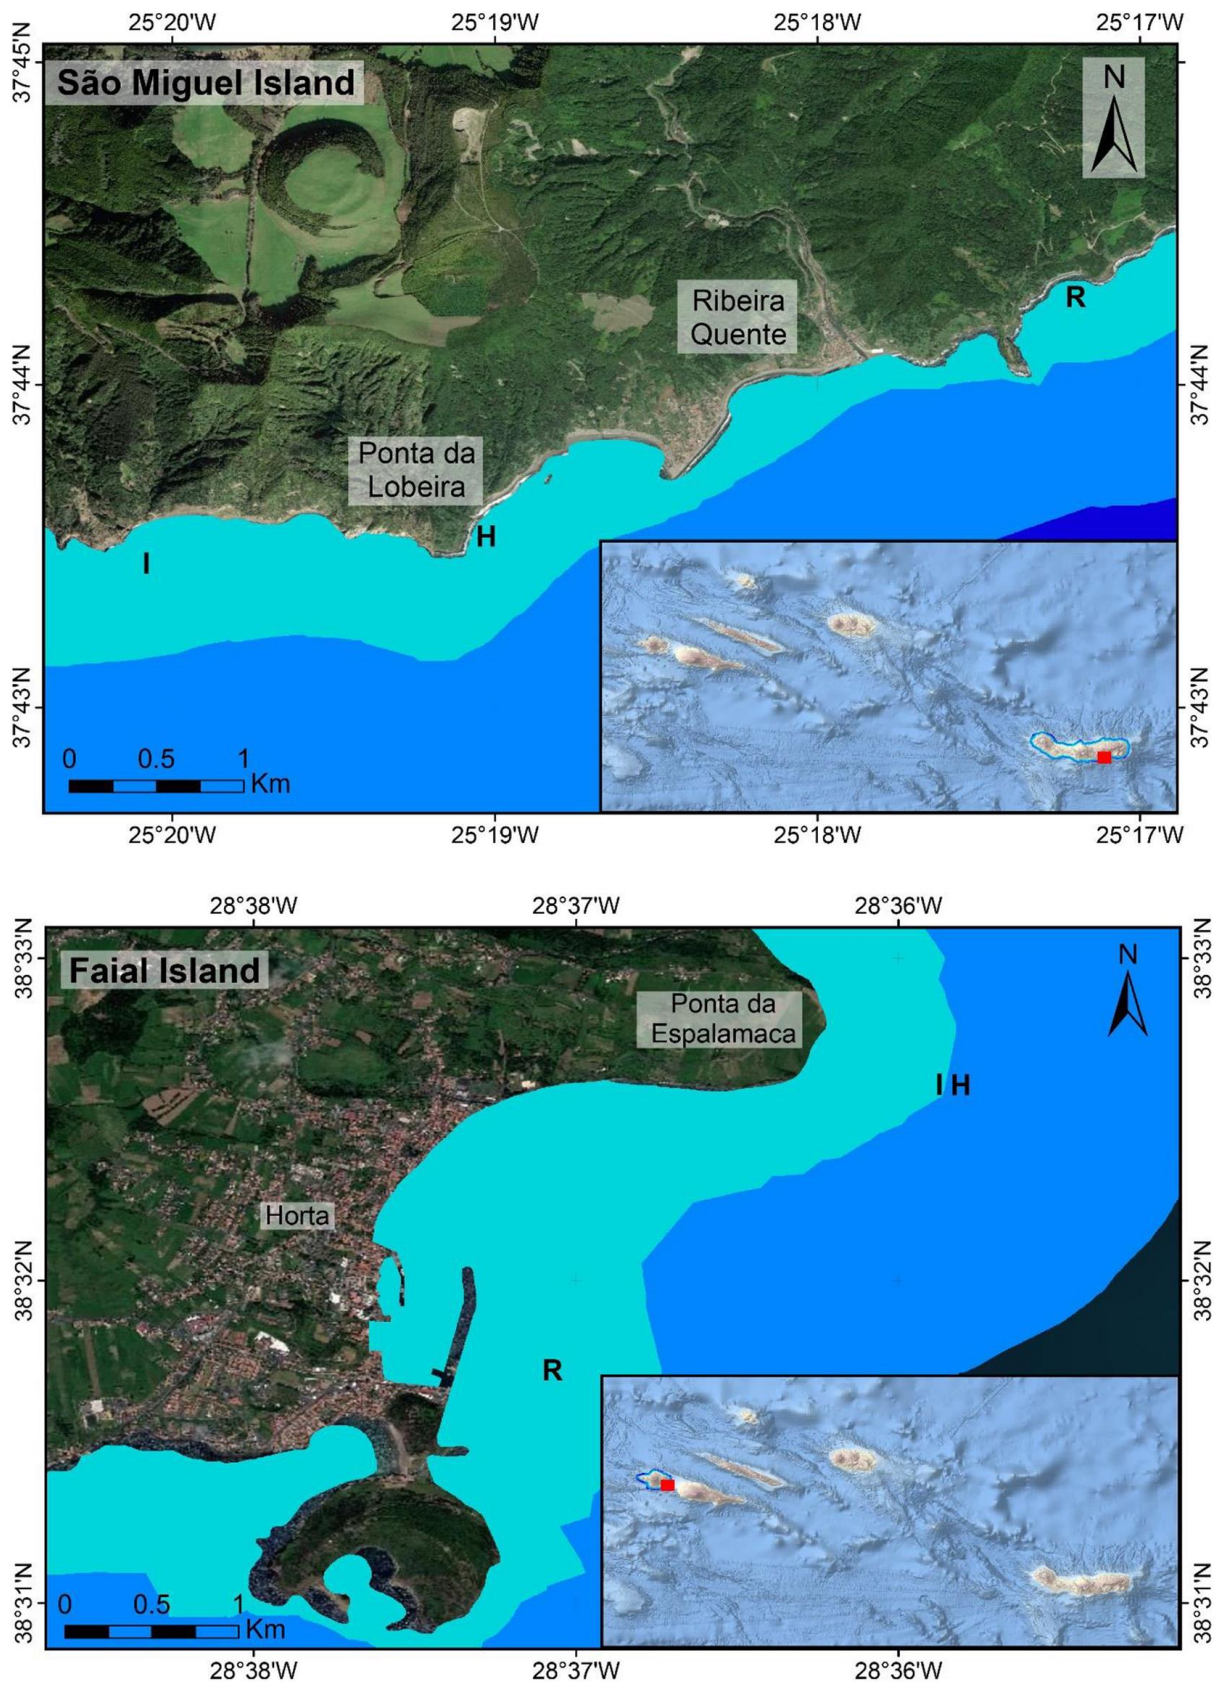 25°20'W 25°19'W 25°18'W 25°17'W
37°45'N
São Miguel Island
N
R
Ribeira
Quente
37°44'N 37°44'N
Ponta da
Lobeira
H
I
37°43'N 37°43'N
0 0.5 1
Km
25°20'W 25°19'W 25°18'W 25°17'W
28°38'W 28°37'W 28°36'W
38°33'N 38°33'N
Faial Island
N
Ponta da
Espalamaca
I H
Horta
38°32'N 38°32'N
R
38°31'N 38°31'N
0 0.5 1
Km
28°38'W 28°37'W 28°36'W